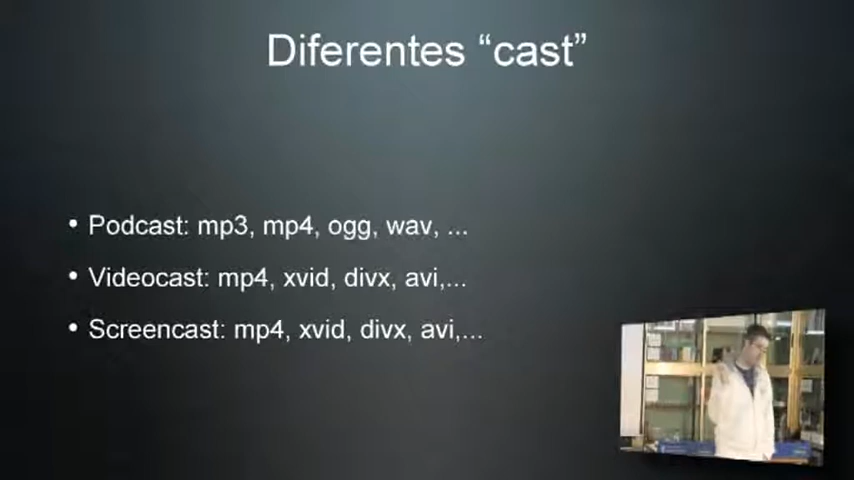 Diferentes “cast”
• Podcast: mp3, mp4, ogg, wav, ...
• Videocast: mp4, xvid, divx, avi,...
• Screencast: mp4, xvid, divx, avi,...